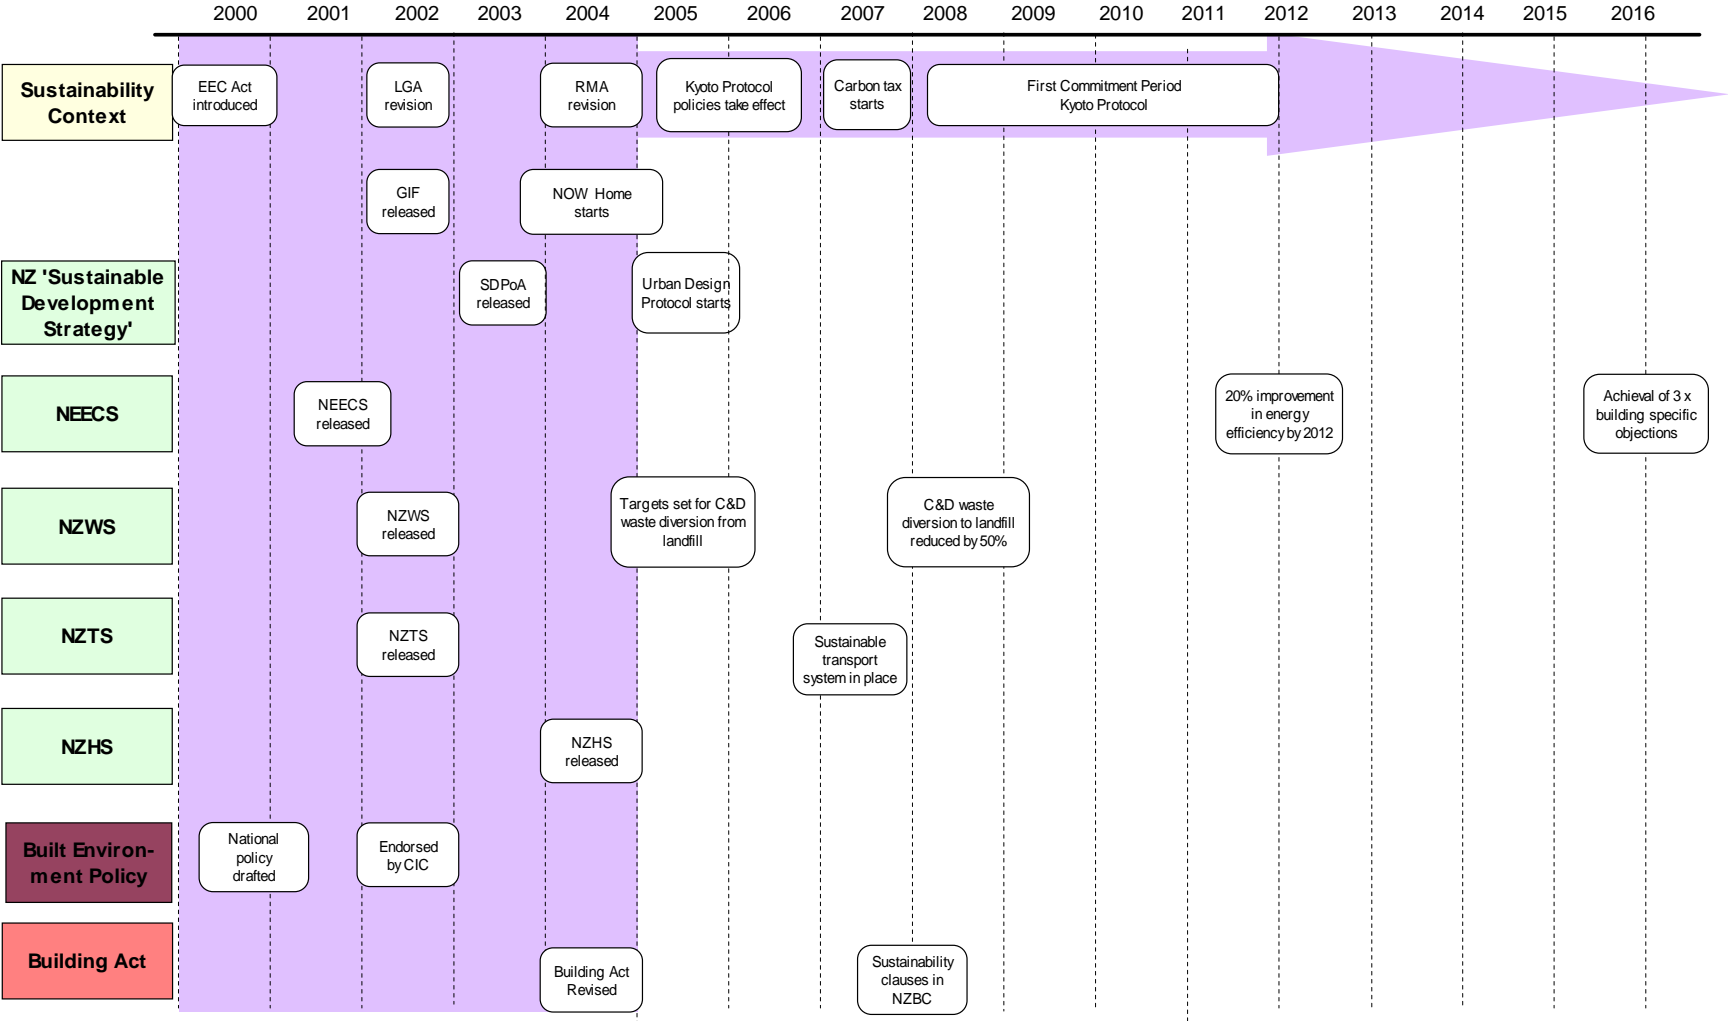 2000 2001 2002 2003 2004 2005 2006 2007 2008 2009 2010 2011 2012 2013 2014 2015 2016
Sustainability
Context
EEC Act
introduced
LGA
revision
RMA
revision
Kyoto Protocol
policies take effect
Carbon tax
starts
First Commitment Period
Kyoto Protocol
GIF
released
NOW Home
starts
NZ 'Sustainable
Development
Strategy'
SDPoA
released
Urban Design
Protocol starts
NEECS
NEECS
released
20% improvement
in energy
efficiency by 2012
Achieval of 3 x
building specific
objections
NZWS
NZWS
released
Targets set for C&D
waste diversion from
landfill
C&D waste
diversion to landfill
reduced by 50%
NZTS
NZTS
released
Sustainable
transport
system in place
NZHS
NZHS
released
Built Environ-
ment Policy
National
policy
drafted
Endorsed
by CIC
Building Act
Building Act
Revised
Sustainability
clauses in
NZBC